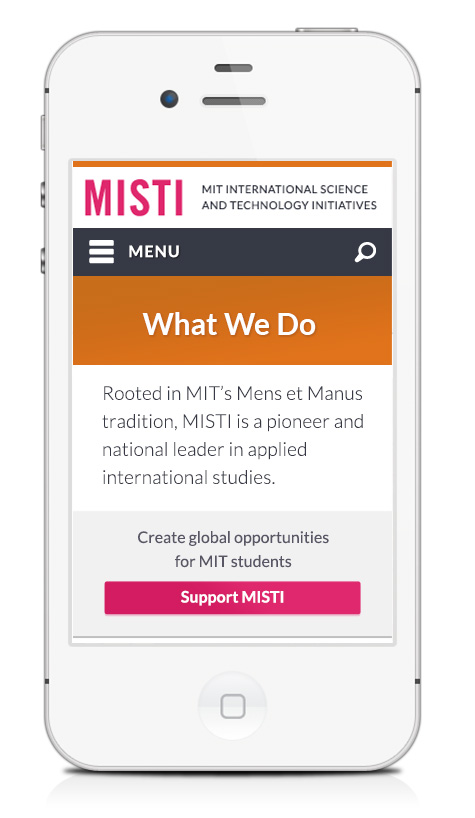 MISTI
MIT INTERNATIONAL SCIENCE
AND TECHNOLOGY INITIATIVES
MENU
What We Do
Rooted in MIT’s Mens et Manus
tradition, MISTI is a pioneer and
national leader in applied
international studies.
Create global opportunities
for MIT students
Support MISTI